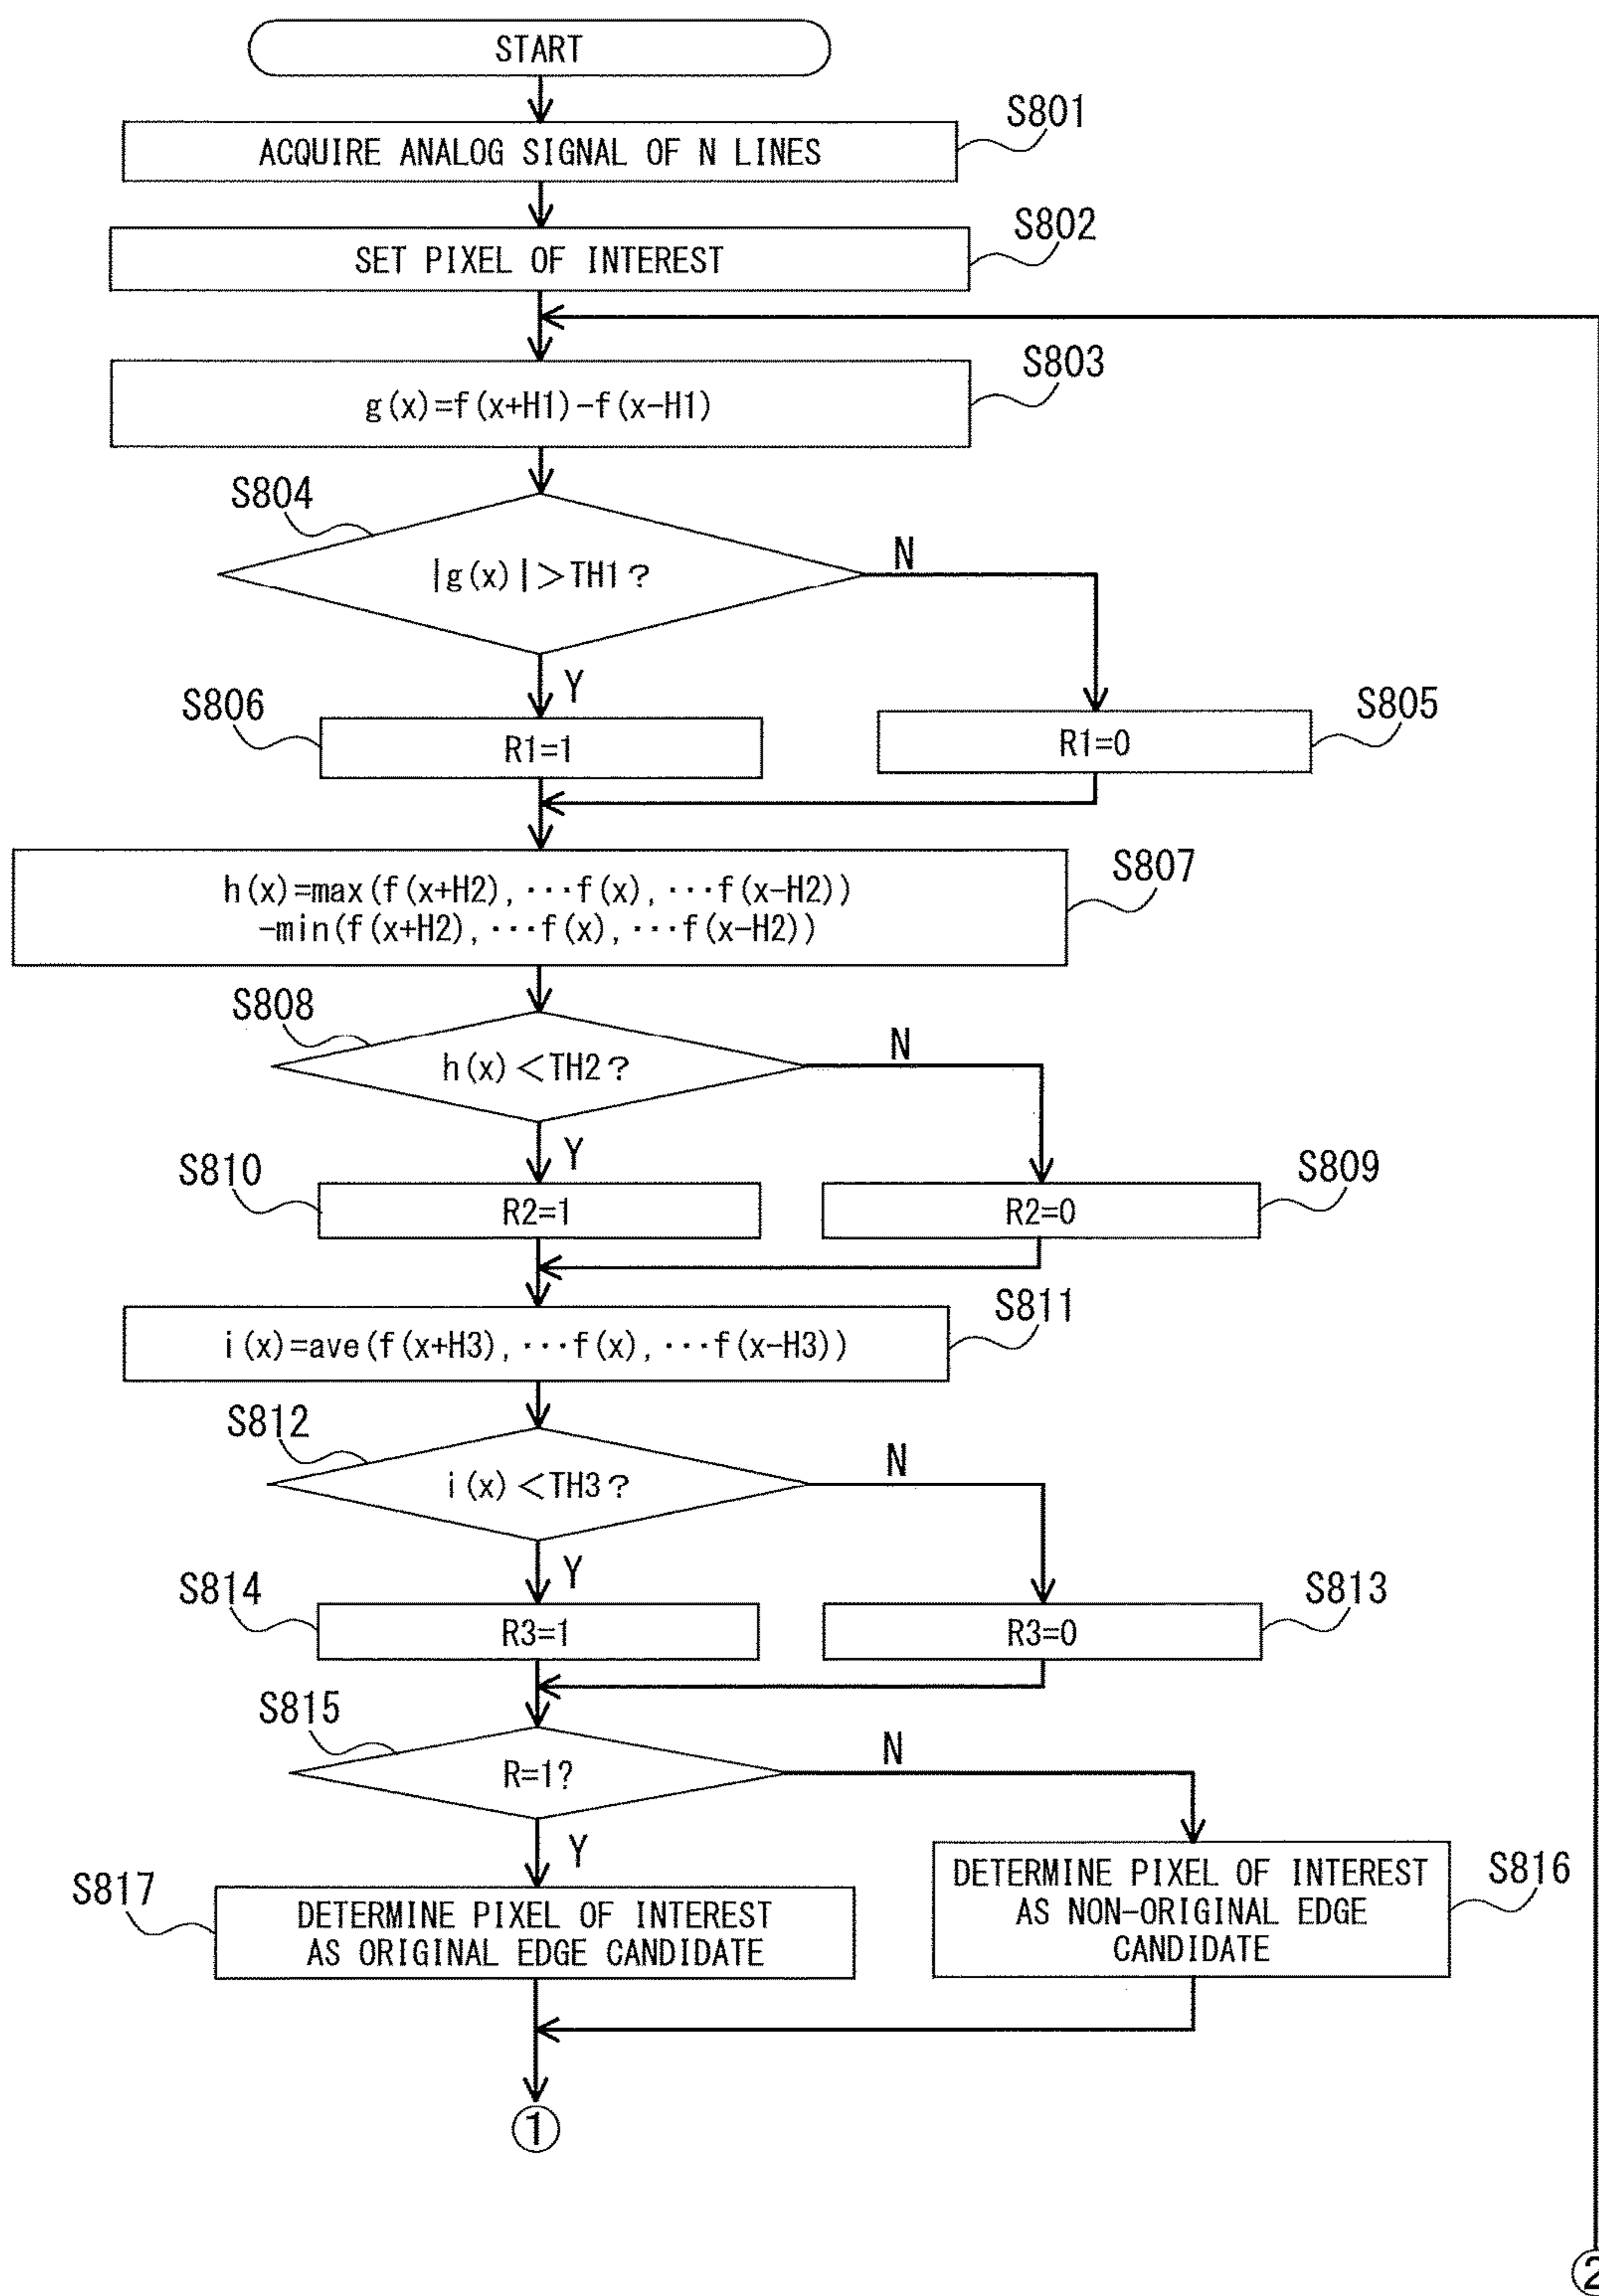 START
S801
ACQUIRE ANALOG SIGNAL OF N LINES
S802
SET PIXEL OF INTEREST
S803
g(x)=f(x+H1)-f(x-H1)
S804
|g(x)|>TH1?
N
Y
S806
R1=1
S805
R1=0
S807
h(x)=max(f(x+H2),···f(x),···f(x-H2))
-min(f(x+H2),···f(x),···f(x-H2))
S808
h(x)<TH2?
N
Y
S810
R2=1
S809
R2=0
S811
i(x)=ave(f(x+H3),···f(x),···f(x-H3))
S812
i(x)<TH3?
N
Y
S814
R3=1
S813
R3=0
S815
R=1?
N
Y
S817
DETERMINE PIXEL OF INTEREST
AS ORIGINAL EDGE CANDIDATE
S816
DETERMINE PIXEL OF INTEREST
AS NON-ORIGINAL EDGE
CANDIDATE
①
②